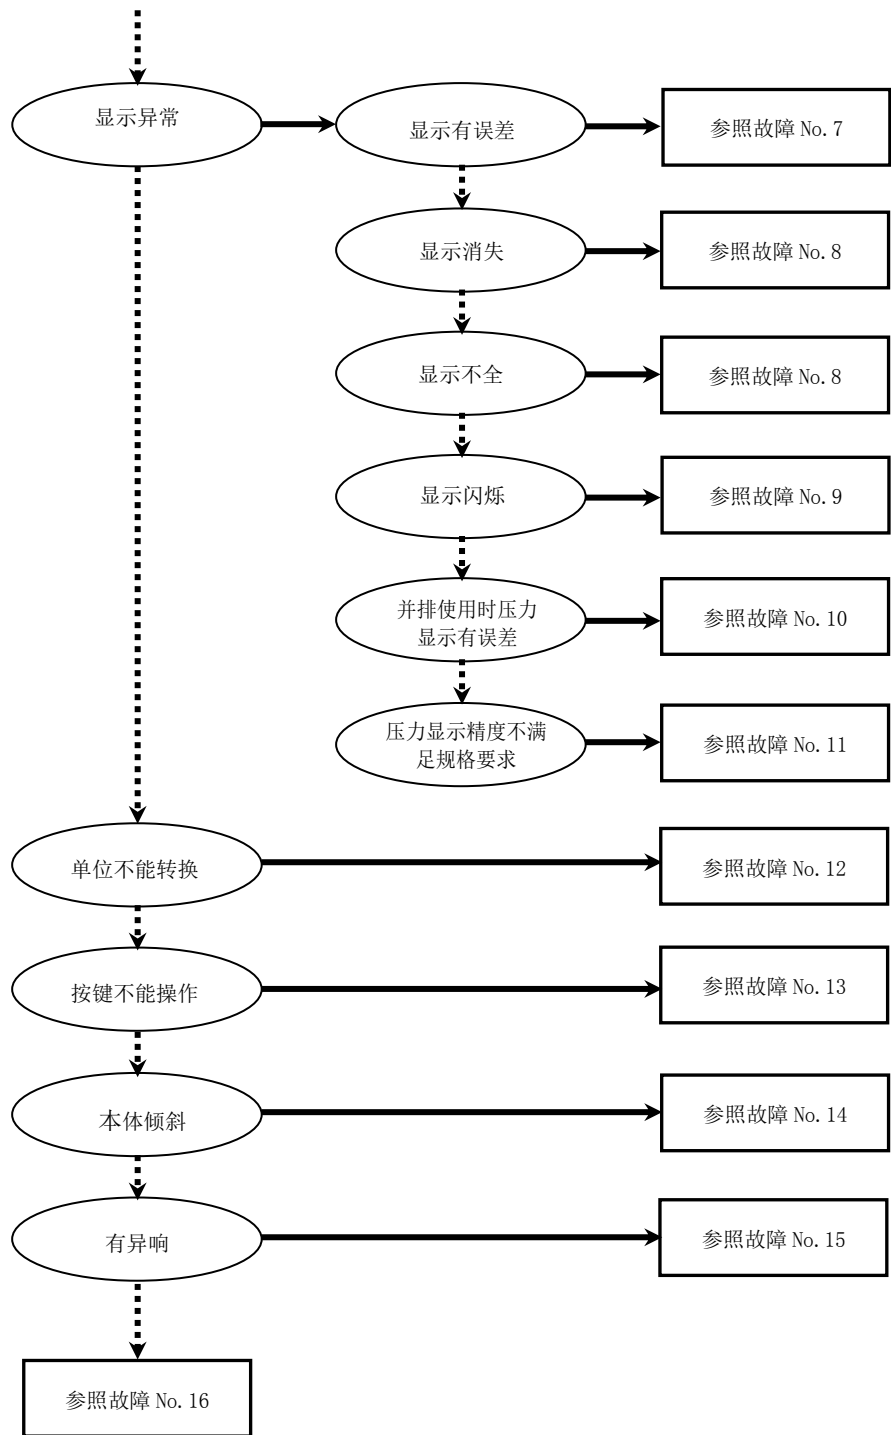 显示异常
显示有误差
参照故障 No. 7
显示消失
参照故障 No. 8
显示不全
参照故障 No. 8
显示闪烁
参照故障 No. 9
并排使用时压力
显示有误差
参照故障 No. 10
压力显示精度不满
足规格要求
参照故障 No. 11
单位不能转换
参照故障 No. 12
按键不能操作
参照故障 No. 13
本体倾斜
参照故障 No. 14
有异响
参照故障 No. 15
参照故障 No. 16